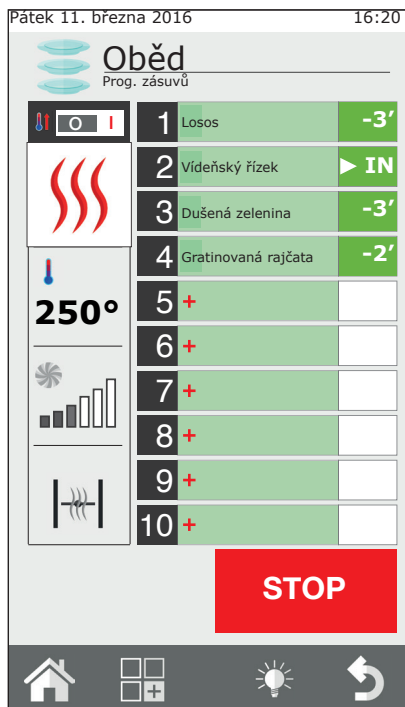 Pátek 11. března 2016 16:20
Oběd
Prog. zásuvů
O I
1 Losos -3′
2 Vídeňský řízek ► IN
3 Dušená zelenina -3′
4 Gratinovaná rajčata -2′
250°
5 +
6 +
7 +
8 +
9 +
10 +
STOP